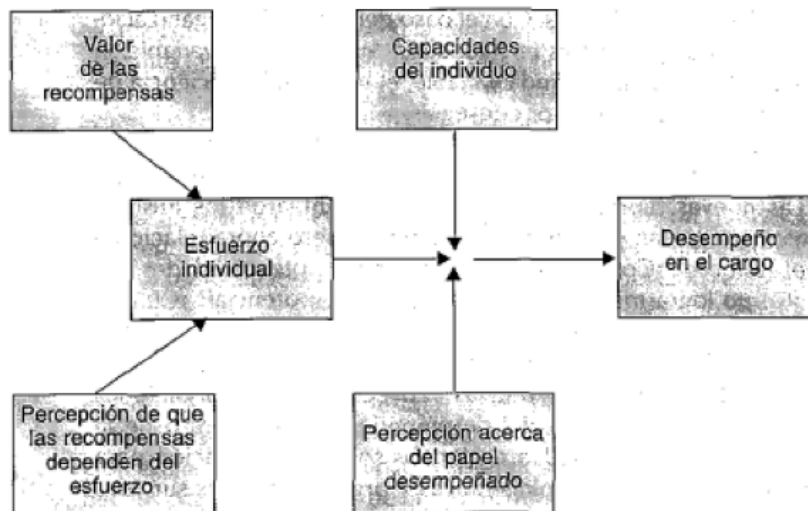 Valor
de las
recompensas
Capacidades
del individuo
Esfuerzo
individual
Desempeño
en el cargo
Percepción de que
las recompensas
dependen del
esfuerzo
Percepción acerca
del papel
desempeñado